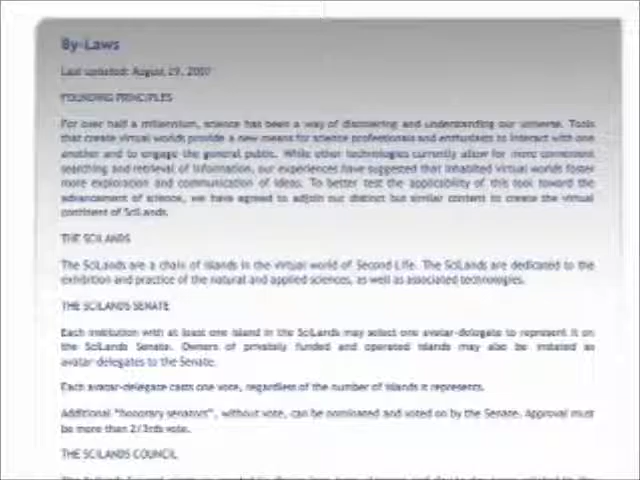 By-Laws
Last updated: August 29, 2007
FOUNDING PRINCIPLES
For over half a millennium, science has been a way of discovering and understanding our universe. Tools
that create virtual worlds provide a new means for science professionals and enthusiasts to interact with one
another and to engage the general public. While other technologies currently allow for more convenient
searching and retrieval of information, our experiences have suggested that inhabited virtual worlds foster
more exploration and communication of ideas. To better test the applicability of this tool toward the
advancement of science, we have agreed to adjoin our distinct but similar content to create the virtual
continent of SciLands.
THE SCILANDS
The SciLands are a chain of islands in the virtual world of Second Life. The SciLands are dedicated to the
exhibition and practice of the natural and applied sciences, as well as associated technologies.
THE SCILANDS SENATE
Each institution with at least one island in the SciLands may select one avatar-delegate to represent it on
the SciLands Senate. Owners of privately funded and operated islands may also be installed as
avatar-delegates to the Senate.
Each avatar-delegate casts one vote, regardless of the number of islands it represents.
Additional "honorary senators", without vote, can be nominated and voted on by the Senate. Approval must
be more than 2/3rds vote.
THE SCILANDS COUNCIL